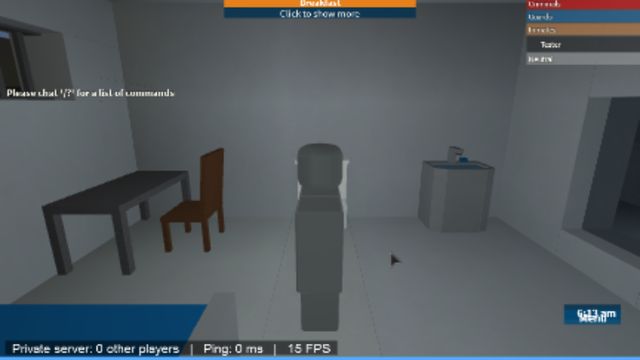 Breakfast
Click to show more
Criminals
Guards
Inmates
Tester
Neutral
Please chat '/?' for a list of commands
6:13 am
Menu
Private server: 0 other players | Ping: 0 ms | 15 FPS